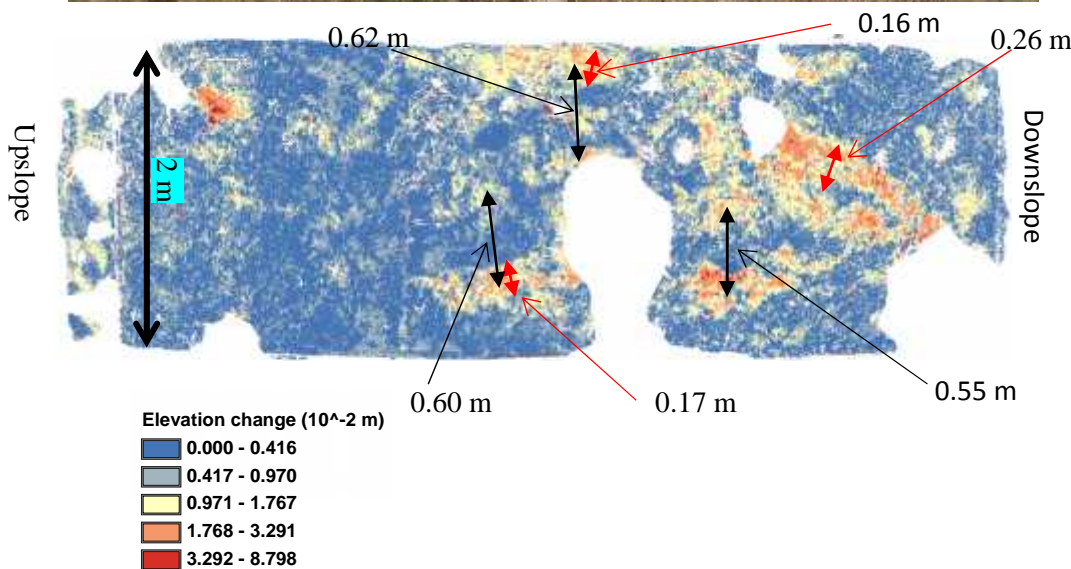 0.62 m
0.16 m
0.26 m
Upslope
2 m
Downslope
0.60 m
0.17 m
0.55 m
Elevation change (10^-2 m)
0.000 - 0.416
0.417 - 0.970
0.971 - 1.767
1.768 - 3.291
3.292 - 8.798